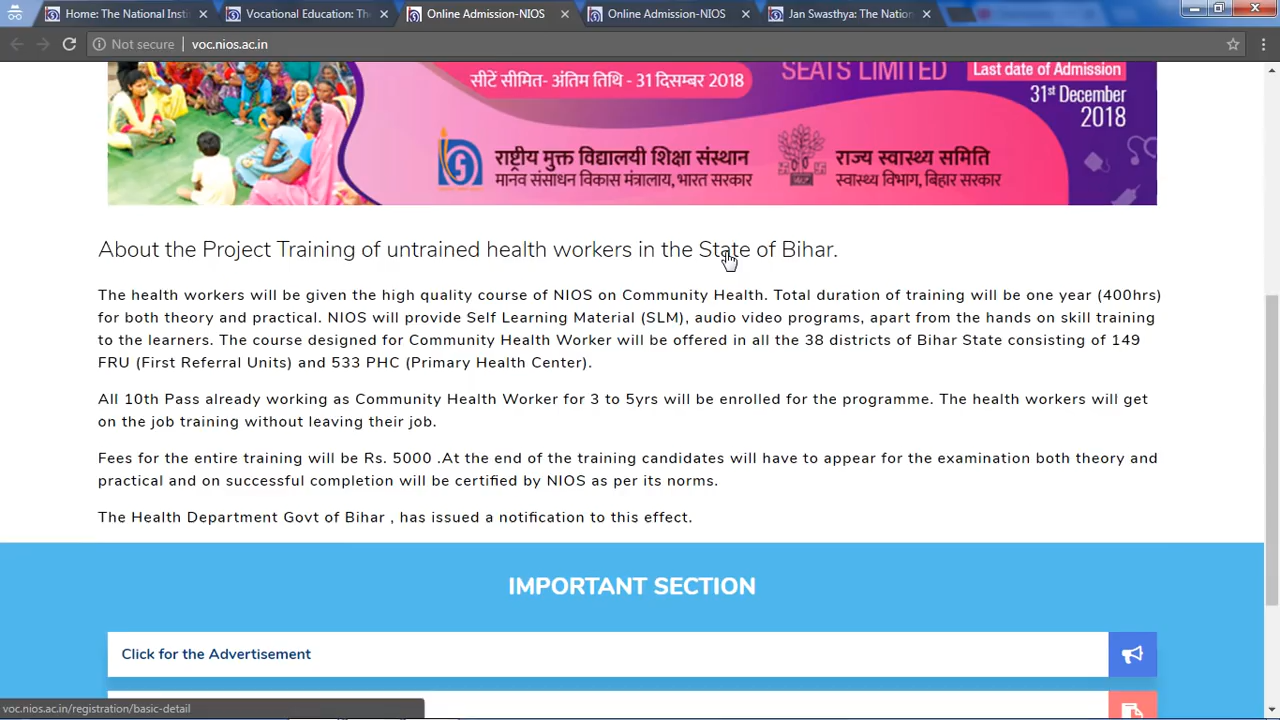 Home: The National Insti
Vocational Education: The
Online Admission-NIOS
Online Admission-NIOS
Jan Swasthya: The Nation
Not secure
voc.nios.ac.in
सीटें सीमित- अंतिम तिथि - 31 दिसम्बर 2018
SEATS LIMITED
Last date of Admission
31st December
2018
राष्ट्रीय मुक्त विद्यालयी शिक्षा संस्थान
मानव संसाधन विकास मंत्रालय, भारत सरकार
राज्य स्वास्थ्य समिति
स्वास्थ्य विभाग, बिहार सरकार
About the Project Training of untrained health workers in the State of Bihar.
The health workers will be given the high quality course of NIOS on Community Health. Total duration of training will be one year (400hrs)
for both theory and practical. NIOS will provide Self Learning Material (SLM), audio video programs, apart from the hands on skill training
to the learners. The course designed for Community Health Worker will be offered in all the 38 districts of Bihar State consisting of 149
FRU (First Referral Units) and 533 PHC (Primary Health Center).
All 10th Pass already working as Community Health Worker for 3 to 5yrs will be enrolled for the programme. The health workers will get
on the job training without leaving their job.
Fees for the entire training will be Rs. 5000 .At the end of the training candidates will have to appear for the examination both theory and
practical and on successful completion will be certified by NIOS as per its norms.
The Health Department Govt of Bihar , has issued a notification to this effect.
IMPORTANT SECTION
Click for the Advertisement
voc.nios.ac.in/registration/basic-detail